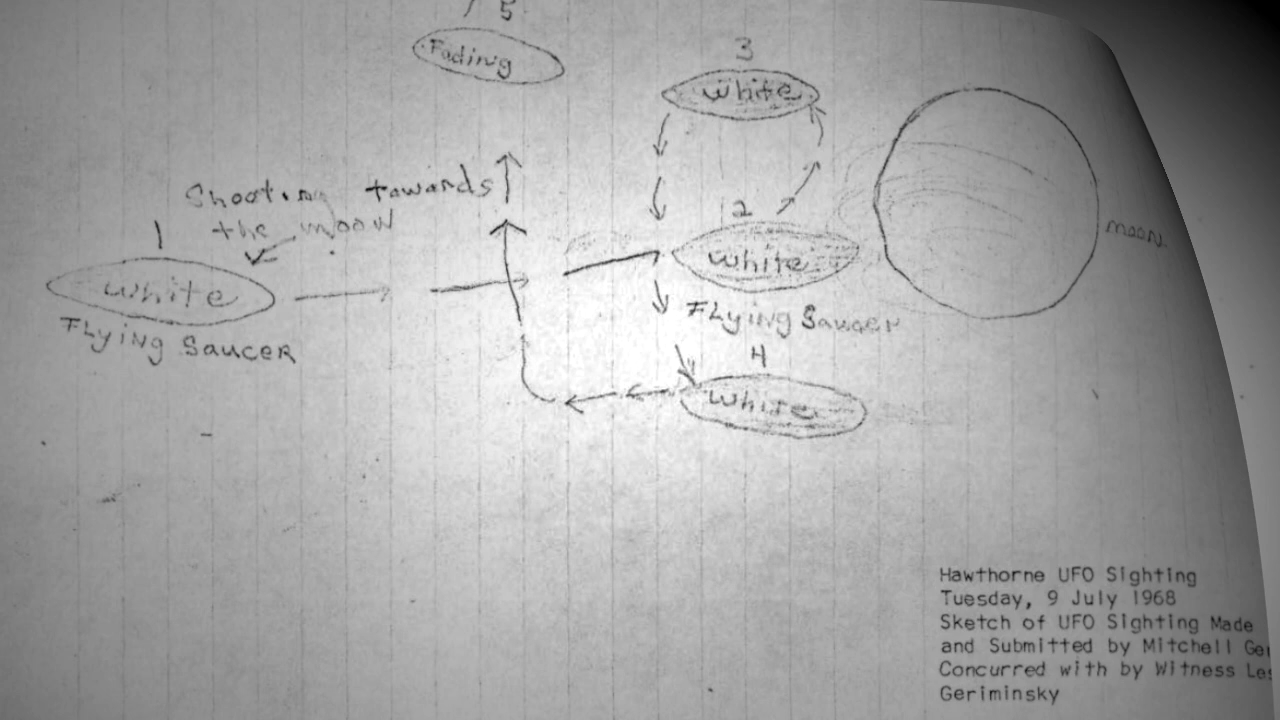 5
Fading
3
White
Shooting towards
the moon
1
White
Flying Saucer
2
White
Flying Saucer
moon
4
White
Hawthorne UFO Sighting
Tuesday, 9 July 1968
Sketch of UFO Sighting Made
and Submitted by Mitchell
Concurred with by Witness
Geriminsky